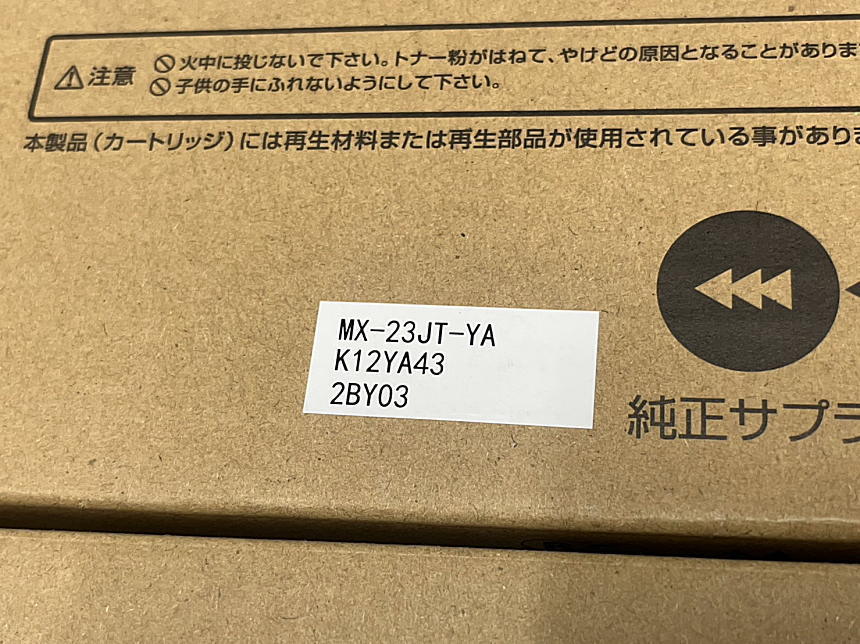 注意
火中に投じないで下さい。トナー粉がはねて、やけどの原因となることがありま
子供の手にふれないようにして下さい。
本製品（カートリッジ）には再生材料または再生部品が使用されている事があり
MX-23JT-YA
K12YA43
2BY03
純正サプラ